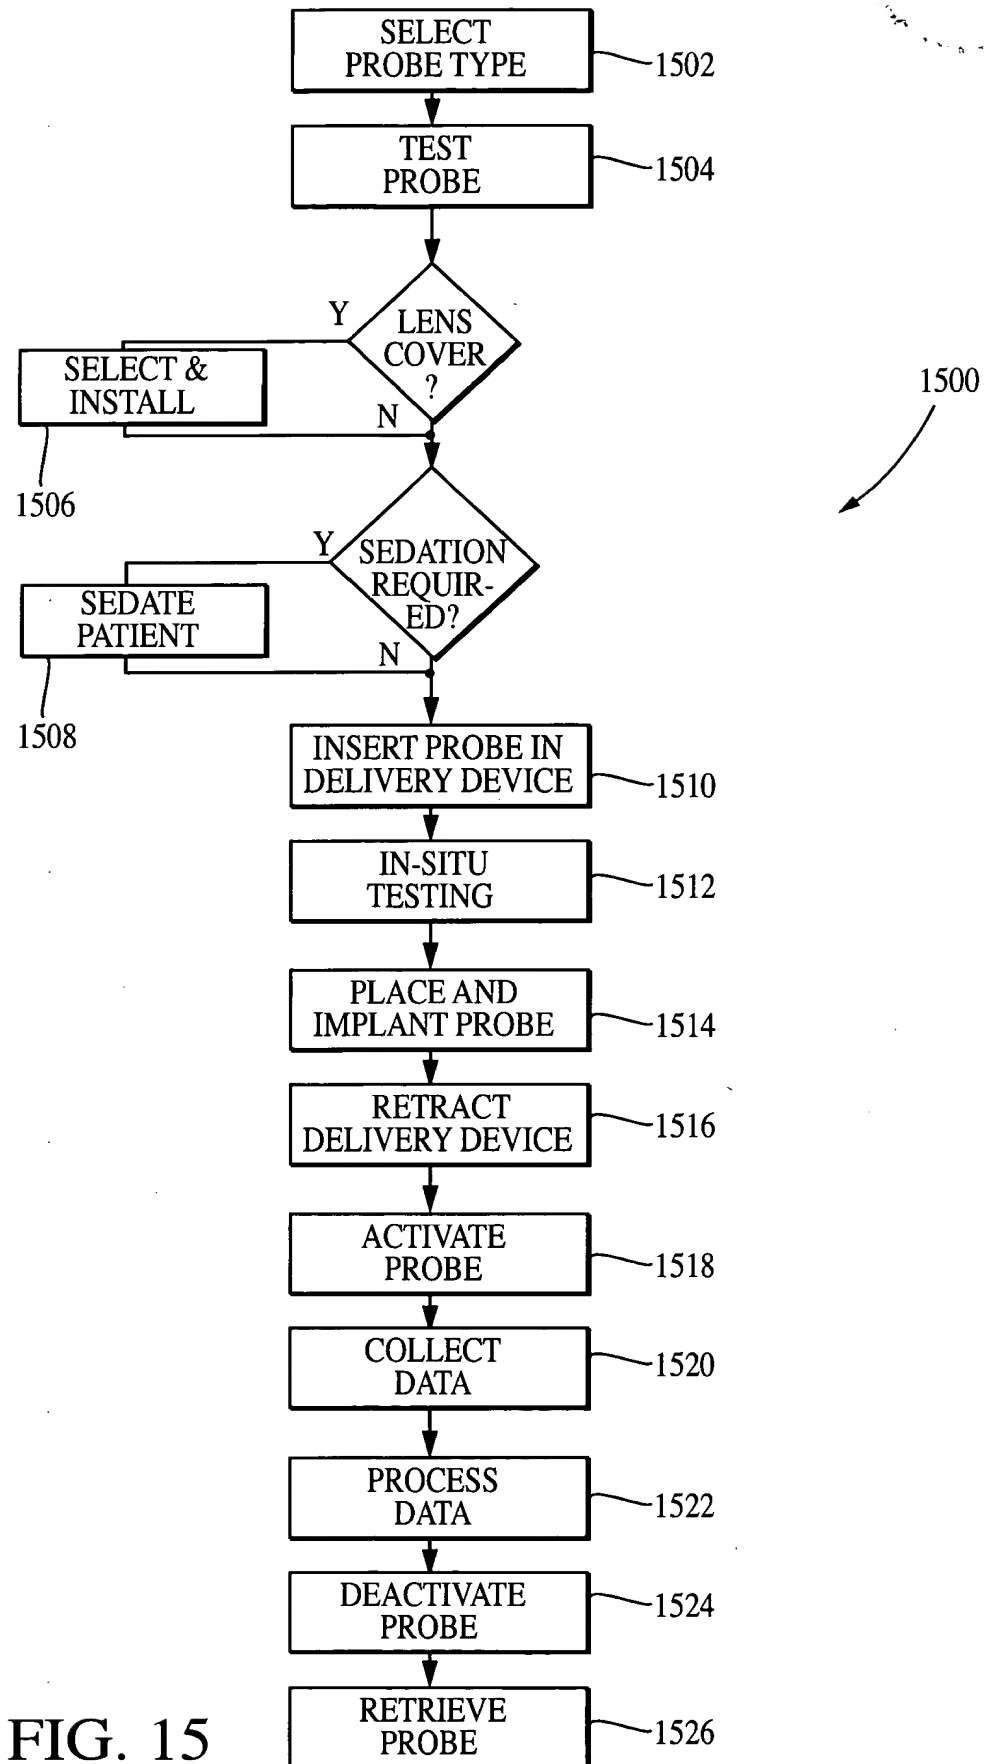 SELECT
PROBE TYPE
1502
TEST
PROBE
1504
Y
LENS
COVER
?
SELECT &
INSTALL
N
1500
1506
Y
SEDATION
REQUIR-
ED?
SEDATE
PATIENT
N
1508
INSERT PROBE IN
DELIVERY DEVICE
1510
IN-SITU
TESTING
1512
PLACE AND
IMPLANT PROBE
1514
RETRACT
DELIVERY DEVICE
1516
ACTIVATE
PROBE
1518
COLLECT
DATA
1520
PROCESS
DATA
1522
DEACTIVATE
PROBE
1524
RETRIEVE
PROBE
1526
FIG. 15